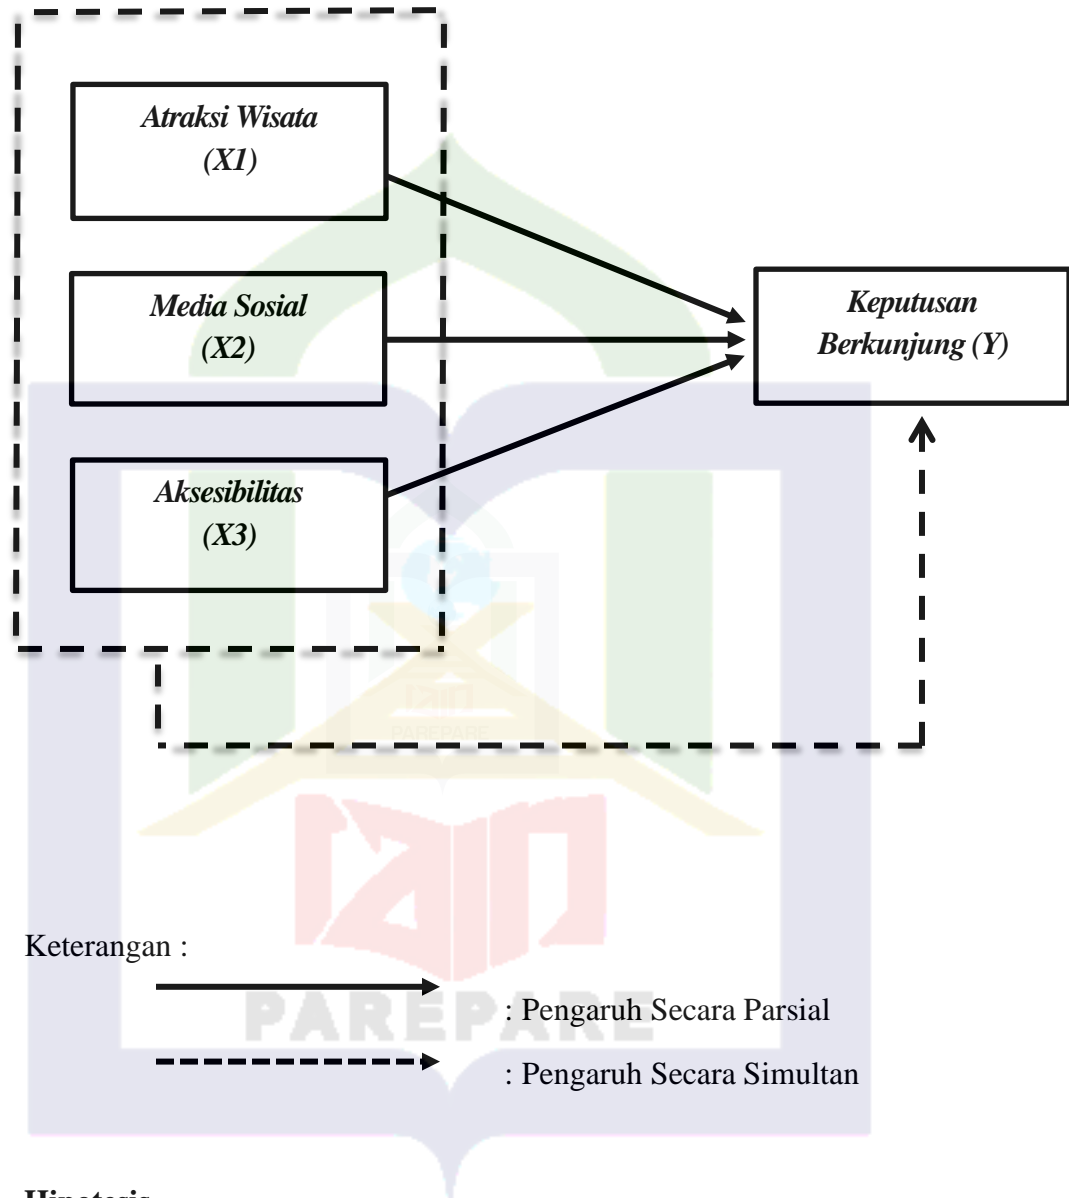 Atraksi Wisata
(X1)
Media Sosial
(X2)
Aksesibilitas
(X3)
Keputusan
Berkunjung (Y)
PAREPARE
Keterangan :
: Pengaruh Secara Parsial
PAREPARE
: Pengaruh Secara Simultan
Hipotesis